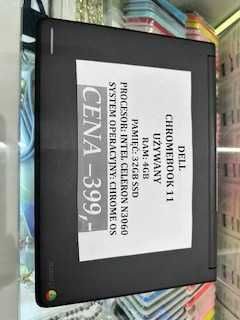 DELL
CHROMEBOOK 11
UŻYWANY
RAM: 4GB
PAMIĘĆ: 32GB SSD
PROCESOR: INTEL CELERON N3060
SYSTEM OPERACYJNY: CHROME OS
CENA –399,-